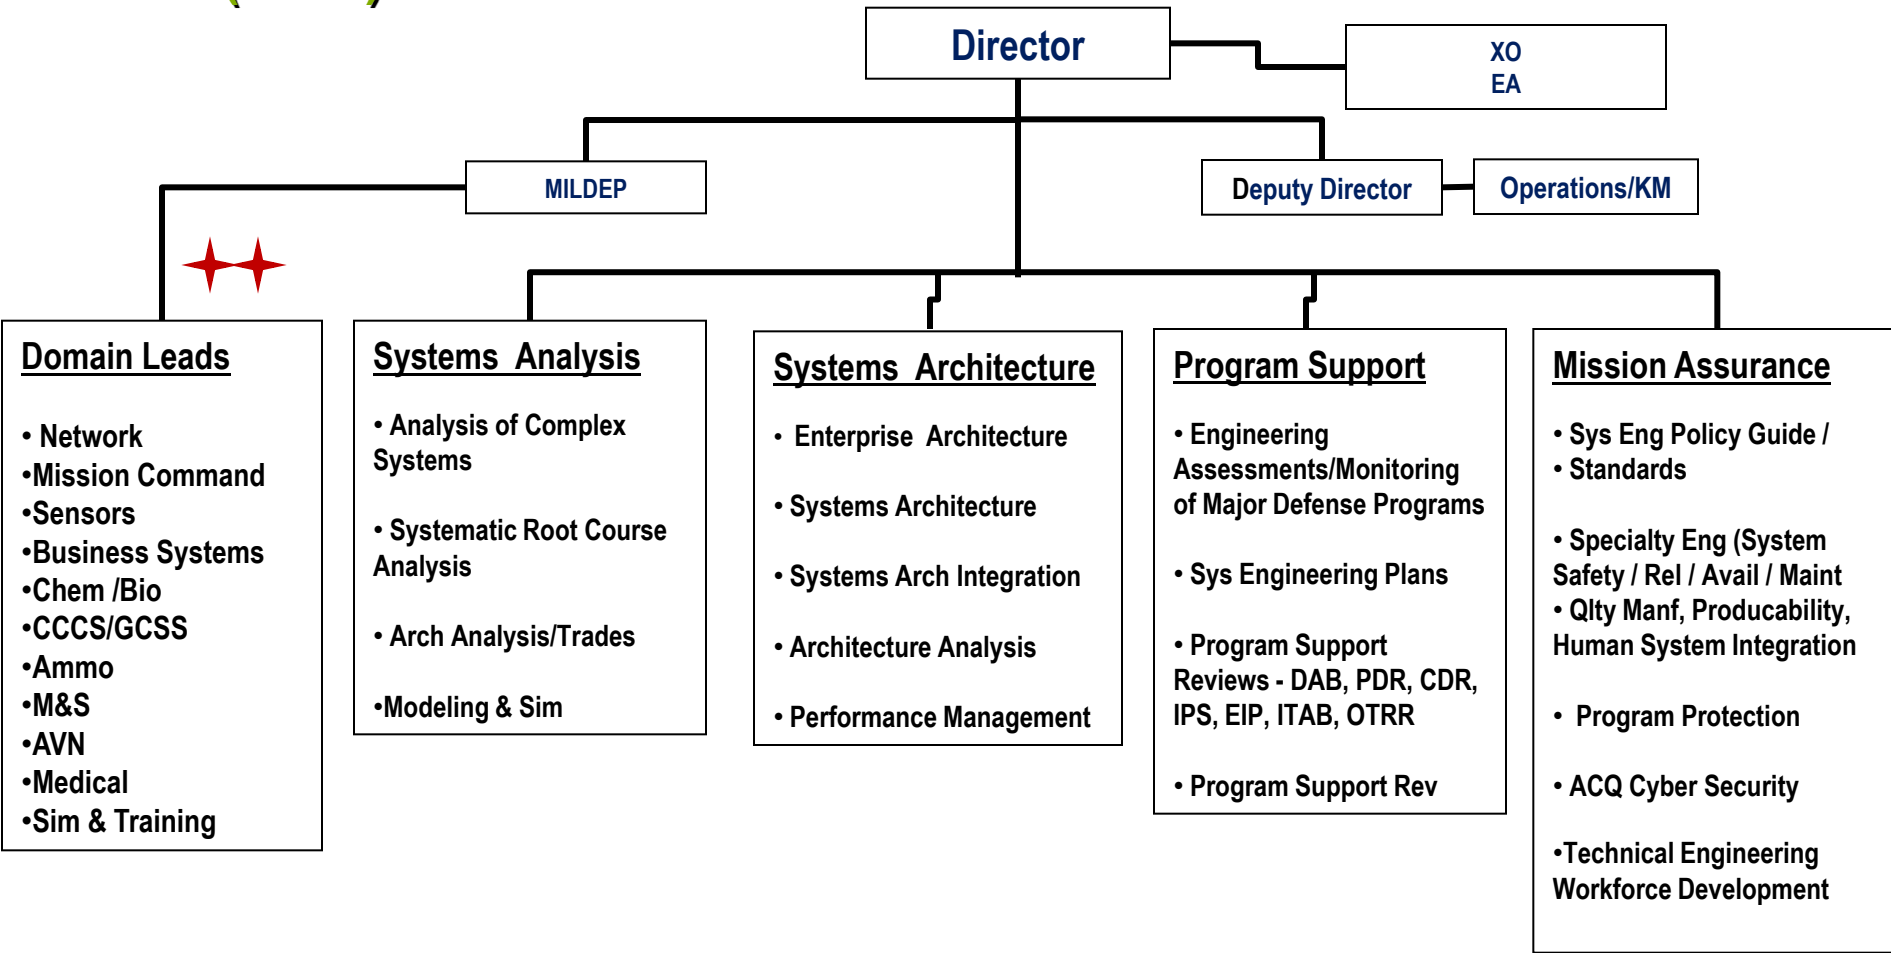 Director
XO
EA
MILDEP
Deputy Director
Operations/KM
Domain Leads
• Network
•Mission Command
•Sensors
•Business Systems
•Chem /Bio
•CCCS/GCSS
•Ammo
•M&S
•AVN
•Medical
•Sim & Training
Systems Analysis
• Analysis of Complex
Systems
• Systematic Root Course
Analysis
• Arch Analysis/Trades
•Modeling & Sim
Systems Architecture
• Enterprise Architecture
• Systems Architecture
• Systems Arch Integration
• Architecture Analysis
• Performance Management
Program Support
• Engineering
Assessments/Monitoring
of Major Defense Programs
• Sys Engineering Plans
• Program Support
Reviews - DAB, PDR, CDR,
IPS, EIP, ITAB, OTRR
• Program Support Rev
Mission Assurance
• Sys Eng Policy Guide /
• Standards
• Specialty Eng (System
Safety / Rel / Avail / Maint
• Qlty Manf, Producability,
Human System Integration
• Program Protection
• ACQ Cyber Security
•Technical Engineering
Workforce Development